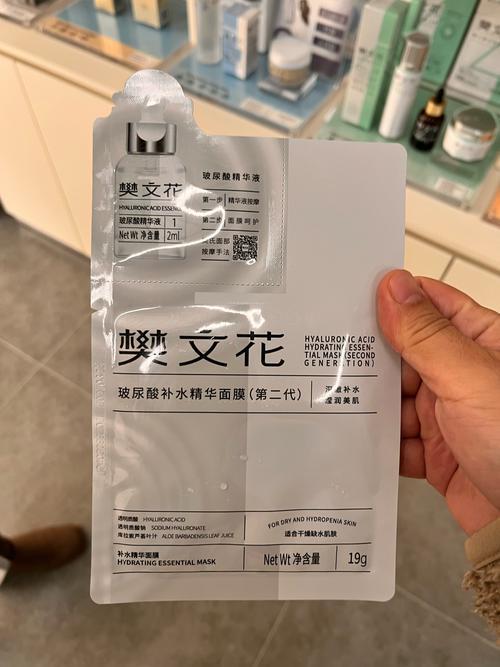 樊文花
HYALURONIC ACID ESSENCE
玻尿酸精华液 1
Net Wt 净含量 2ml
玻尿酸精华液
第一步 精华液按摩
第二步 面膜呵护
氏面部
按摩手法
樊文花
HYALURONIC ACID
HYDRATING ESSEN-
TIAL MASK(SECOND
GENERATION)
玻尿酸补水精华面膜(第二代)
补水
滢润美肌
透明质酸 HYALURONIC ACID
透明质酸钠 SODIUM HYALURONATE
库拉索芦荟叶汁 ALOE BARBADENSIS LEAF JUICE
FOR DRY AND HYDROPENIA SKIN
适合干燥缺水肌肤
补水精华面膜
HYDRATING ESSENTIAL MASK
Net Wt 净含量 19g